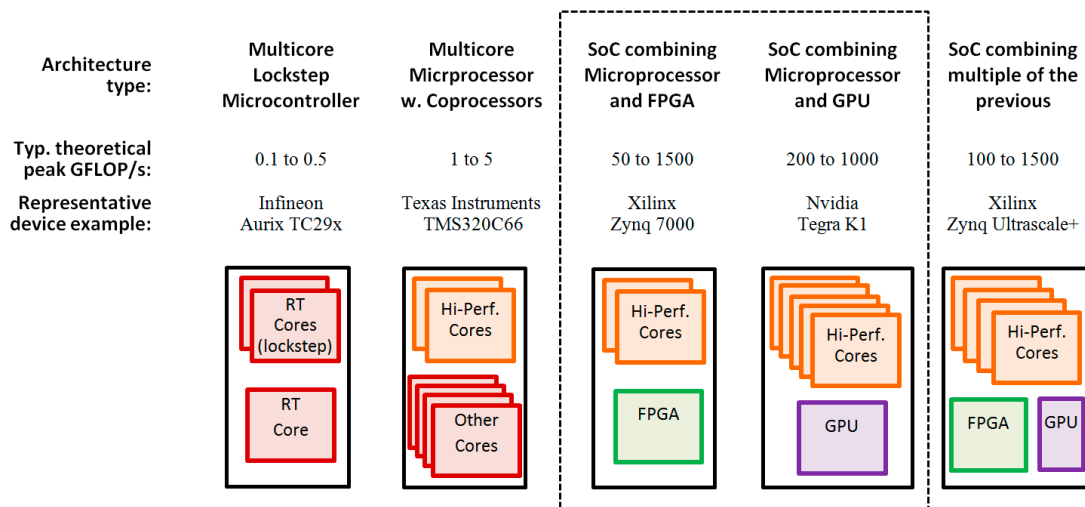 Architecture type:
Multicore Lockstep Microcontroller
Multicore Micrprocessor w. Coprocessors
SoC combining Microprocessor and FPGA
SoC combining Microprocessor and GPU
SoC combining multiple of the previous
Typ. theoretical peak GFLOP/s:
0.1 to 0.5
1 to 5
50 to 1500
200 to 1000
100 to 1500
Representative device example:
Infineon Aurix TC29x
Texas Instruments TMS320C66
Xilinx Zynq 7000
Nvidia Tegra K1
Xilinx Zynq Ultrascale+
RT Cores (lockstep)
RT Core
Hi-Perf. Cores
Other Cores
Hi-Perf. Cores
FPGA
Hi-Perf. Cores
GPU
Hi-Perf. Cores
FPGA
GPU